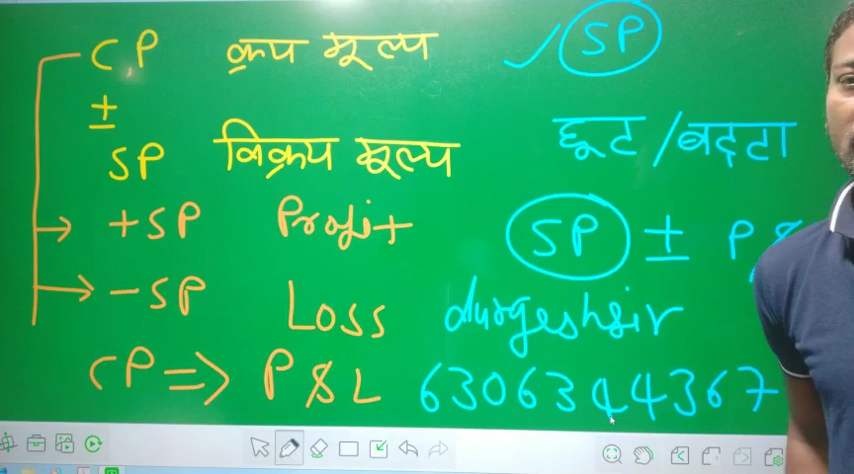 CP क्रय मूल्य ✓ SP
±
SP विक्रय मूल्य छूट/बट्टा
→ +SP Profit SP ± P &
→ -SP Loss durgeshsir
CP ⇒ P & L 6306344367